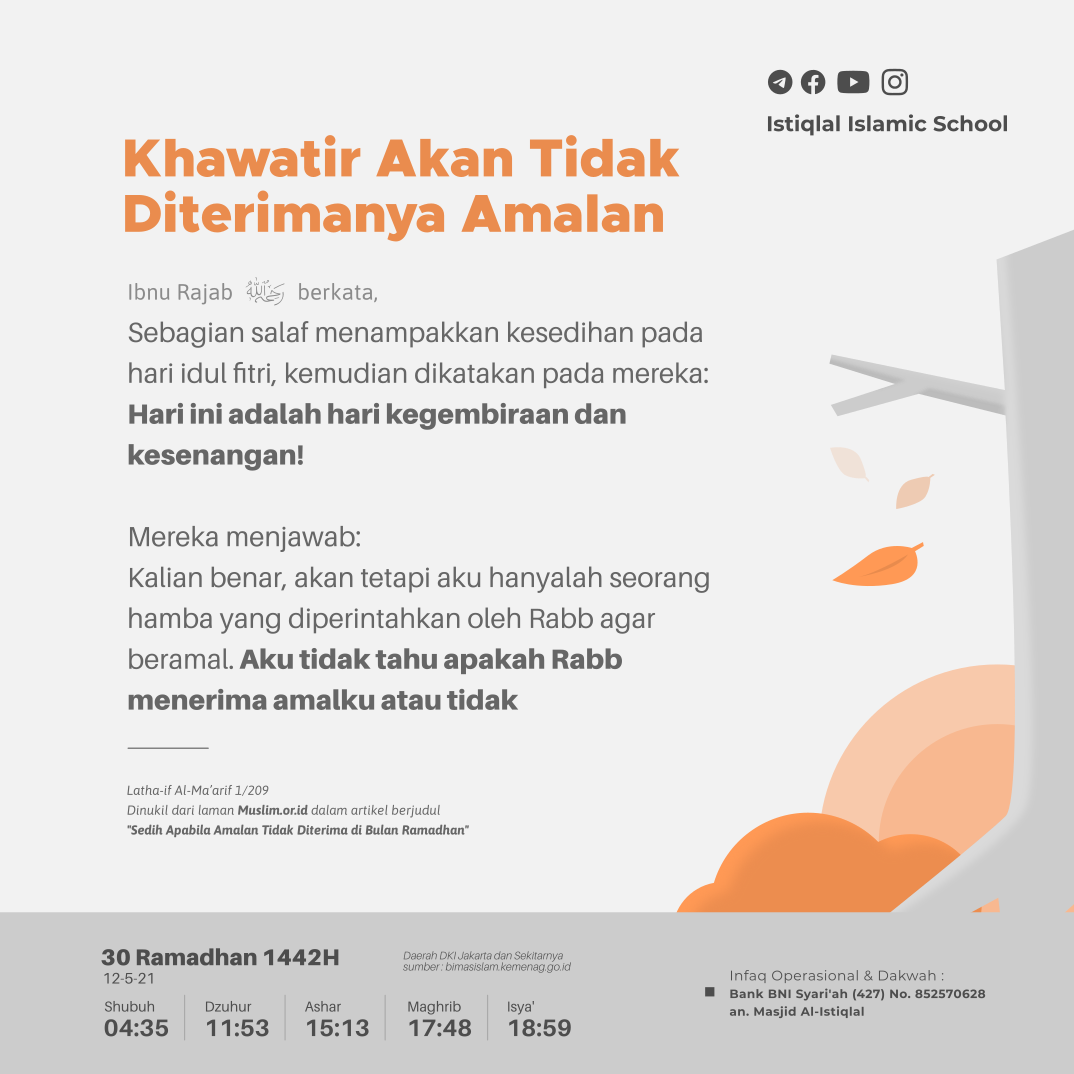 Istiqlal Islamic School
Khawatir Akan Tidak
Diterimanya Amalan
Ibnu Rajab رحمه الله berkata,
Sebagian salaf menampakkan kesedihan pada
hari idul fitri, kemudian dikatakan pada mereka:
Hari ini adalah hari kegembiraan dan
kesenangan!
Mereka menjawab:
Kalian benar, akan tetapi aku hanyalah seorang
hamba yang diperintahkan oleh Rabb agar
beramal. Aku tidak tahu apakah Rabb
menerima amalku atau tidak
Latha-if Al-Ma'arif 1/209
Dinukil dari laman Muslim.or.id dalam artikel berjudul
"Sedih Apabila Amalan Tidak Diterima di Bulan Ramadhan"
30 Ramadhan 1442H
12-5-21
Daerah DKI Jakarta dan Sekitarnya
sumber : bimasislam.kemenag.go.id
Shubuh Dzuhur Ashar Maghrib Isya'
04:35 11:53 15:13 17:48 18:59
Infaq Operasional & Dakwah :
Bank BNI Syari'ah (427) No. 852570628
an. Masjid Al-Istiqlal